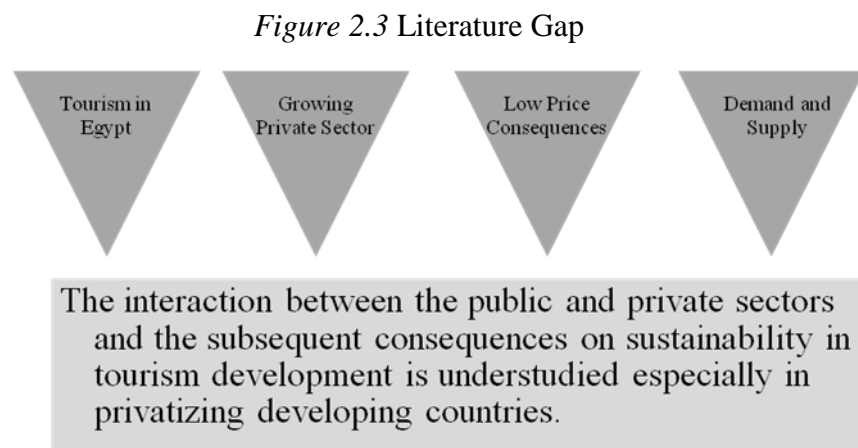 Figure 2.3 Literature Gap
Tourism in
Egypt
Growing
Private Sector
Low Price
Consequences
Demand and
Supply
The interaction between the public and private sectors
and the subsequent consequences on sustainability in
tourism development is understudied especially in
privatizing developing countries.